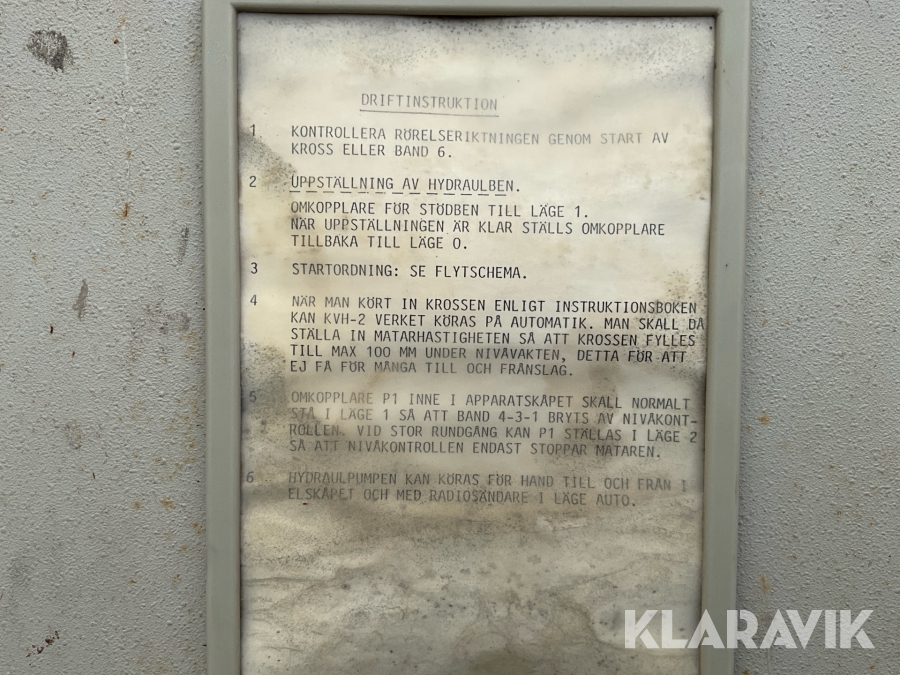 DRIFTINSTRUKTION
1 KONTROLLERA RÖRELSERIKTNINGEN GENOM START AV
KROSS ELLER BAND 6.
2 UPPSTÄLLNING AV HYDRAULBEN.
OMKOPPLARE FÖR STÖDBEN TILL LÄGE 1.
NÄR UPPSTÄLLNINGEN ÄR KLAR STÄLLS OMKOPPLARE
TILLBAKA TILL LÄGE 0.
3 STARTORDNING: SE FLYTSCHEMA.
4 NÄR MAN KÖRT IN KROSSEN ENLIGT INSTRUKTIONSBOKEN
KAN KVH-2 VERKET KÖRAS PÅ AUTOMATIK. MAN SKALL DÅ
STÄLLA IN MATARHASTIGHETEN SÅ ATT KROSSEN FYLLES
TILL MAX 100 MM UNDER NIVÅVAKTEN, DETTA FÖR ATT
EJ FÅ FÖR MÅNGA TILL OCH FRÅNSLAG.
5 OMKOPPLARE P1 INNE I APPARATSKÅPET SKALL NORMALT
STÅ I LÄGE 1 SÅ ATT BAND 4-3-1 BRYTS AV NIVÅKONT-
ROLLEN. VID STOR RUNDGÅNG KAN P1 STÄLLAS I LÄGE 2
SÅ ATT NIVÅKONTROLLEN ENDAST STOPPAR MATAREN.
6 HYDRAULPUMPEN KAN KÖRAS FÖR HAND TILL OCH FRÅN I
ELSKÅPET OCH MED RADIOSÄNDARE I LÄGE AUTO.
KLARAVIK